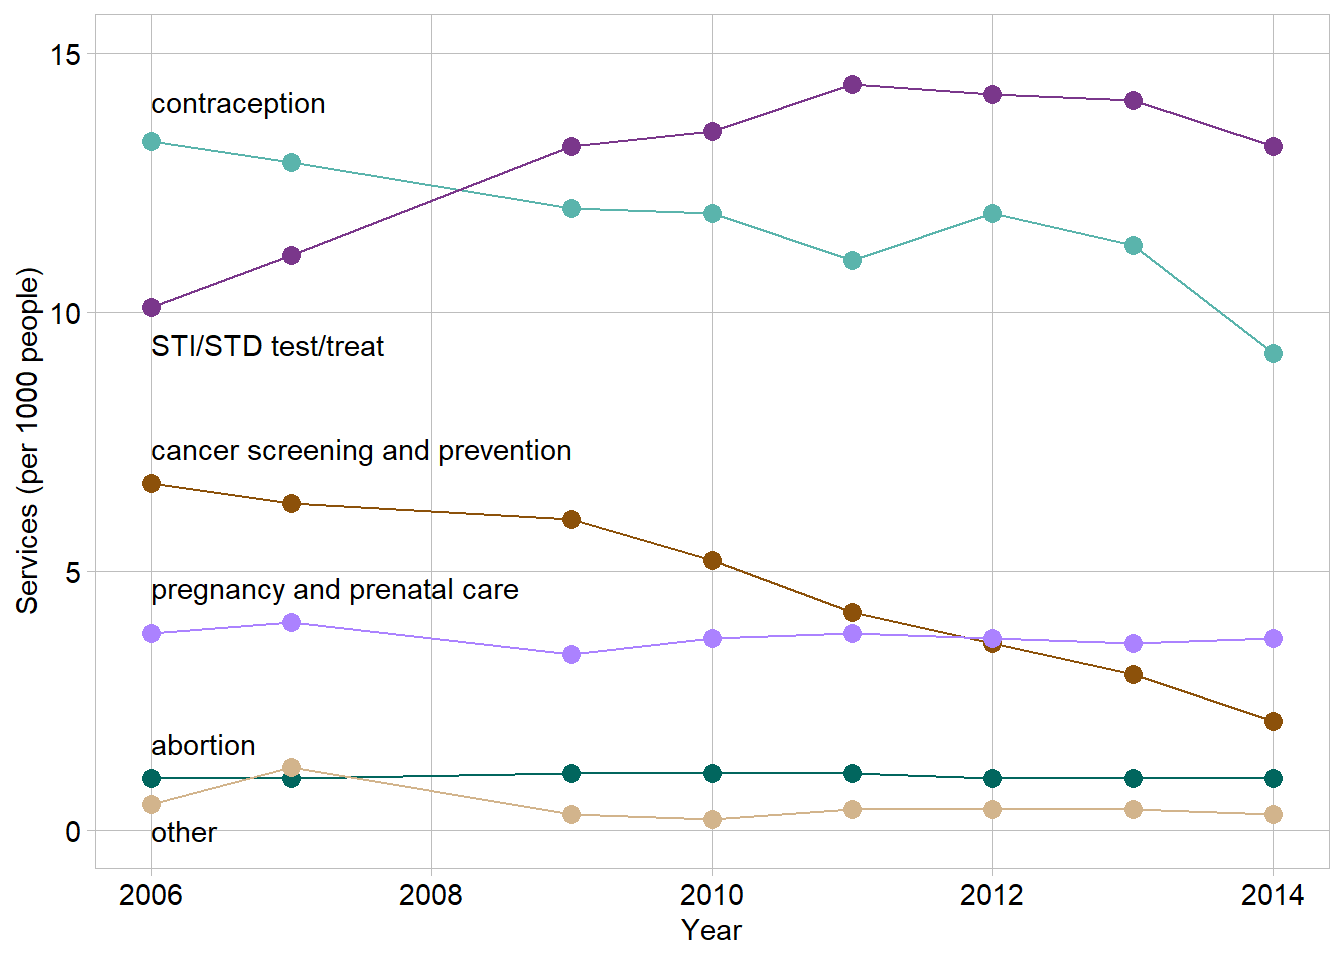 15
contraception
10
STI/STD test/treat
cancer screening and prevention
5
pregnancy and prenatal care
abortion
0
other
Services (per 1000 people)
2006 2008 2010 2012 2014
Year